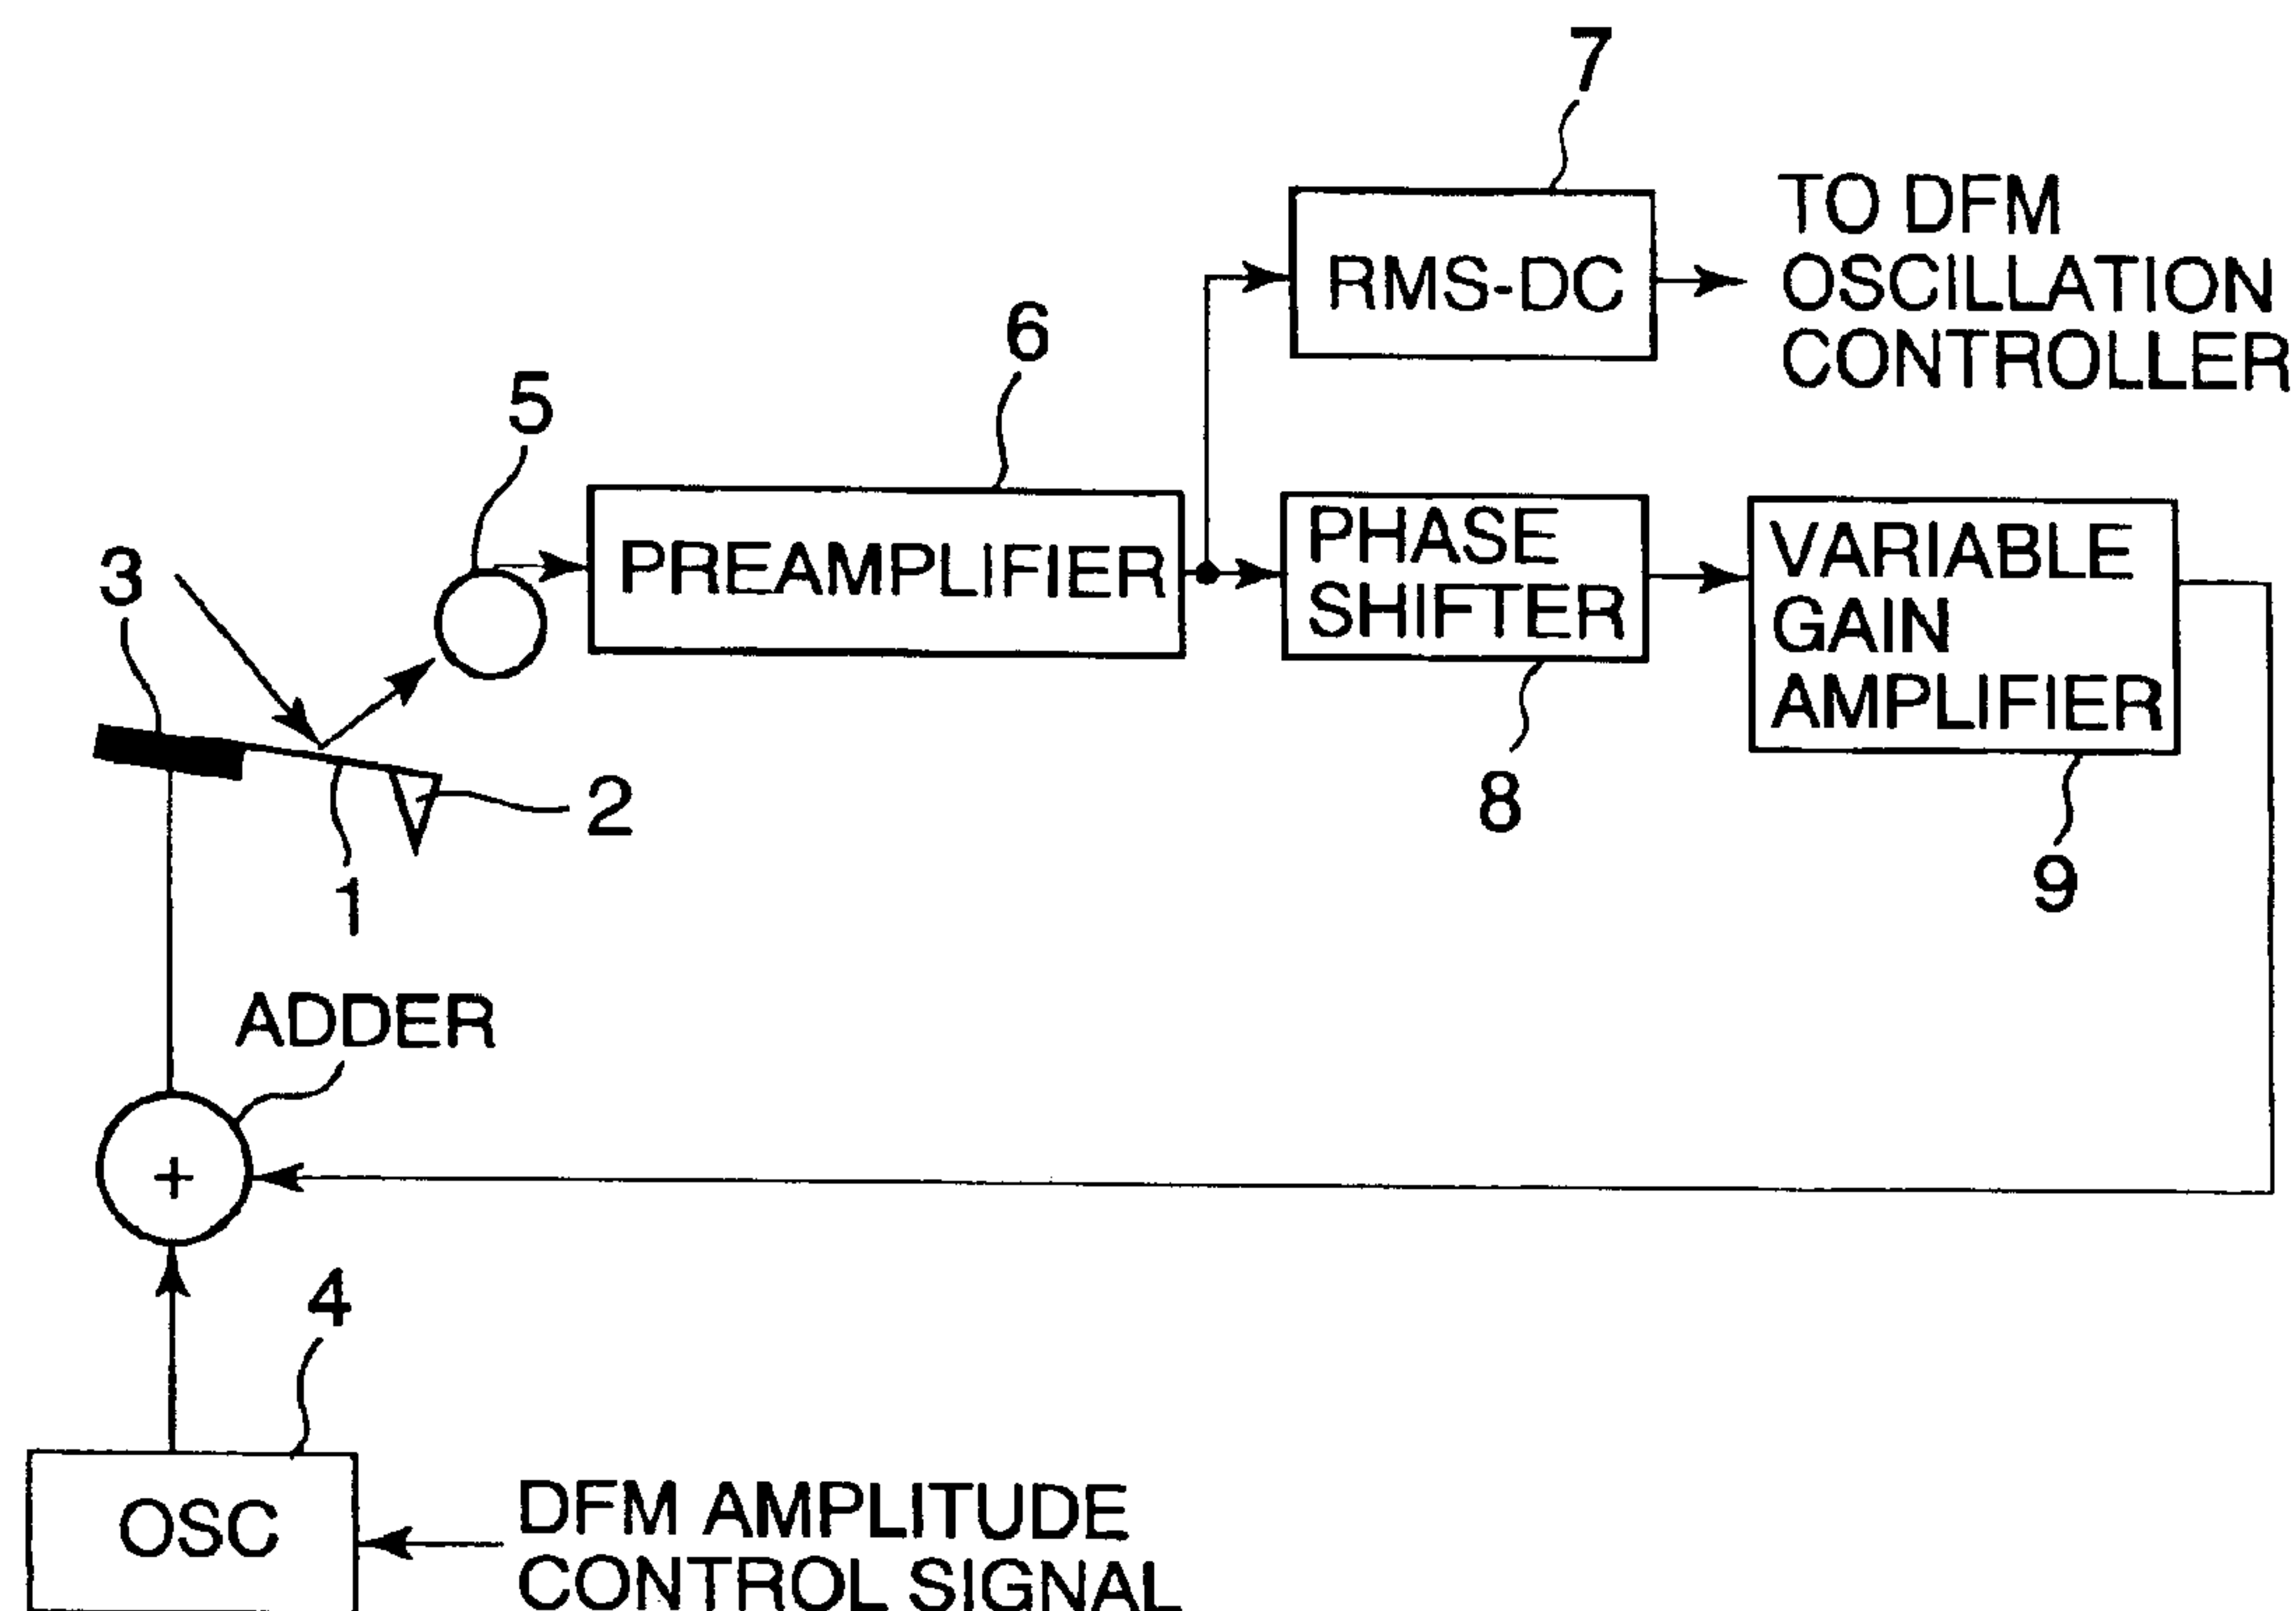 7
TO DFM
OSCILLATION
CONTROLLER
RMS-DC
6
5
PREAMPLIFIER
PHASE
SHIFTER
VARIABLE
GAIN
AMPLIFIER
3
2
8
9
1
ADDER
+
4
OSC
DFM AMPLITUDE
CONTROL SIGNAL